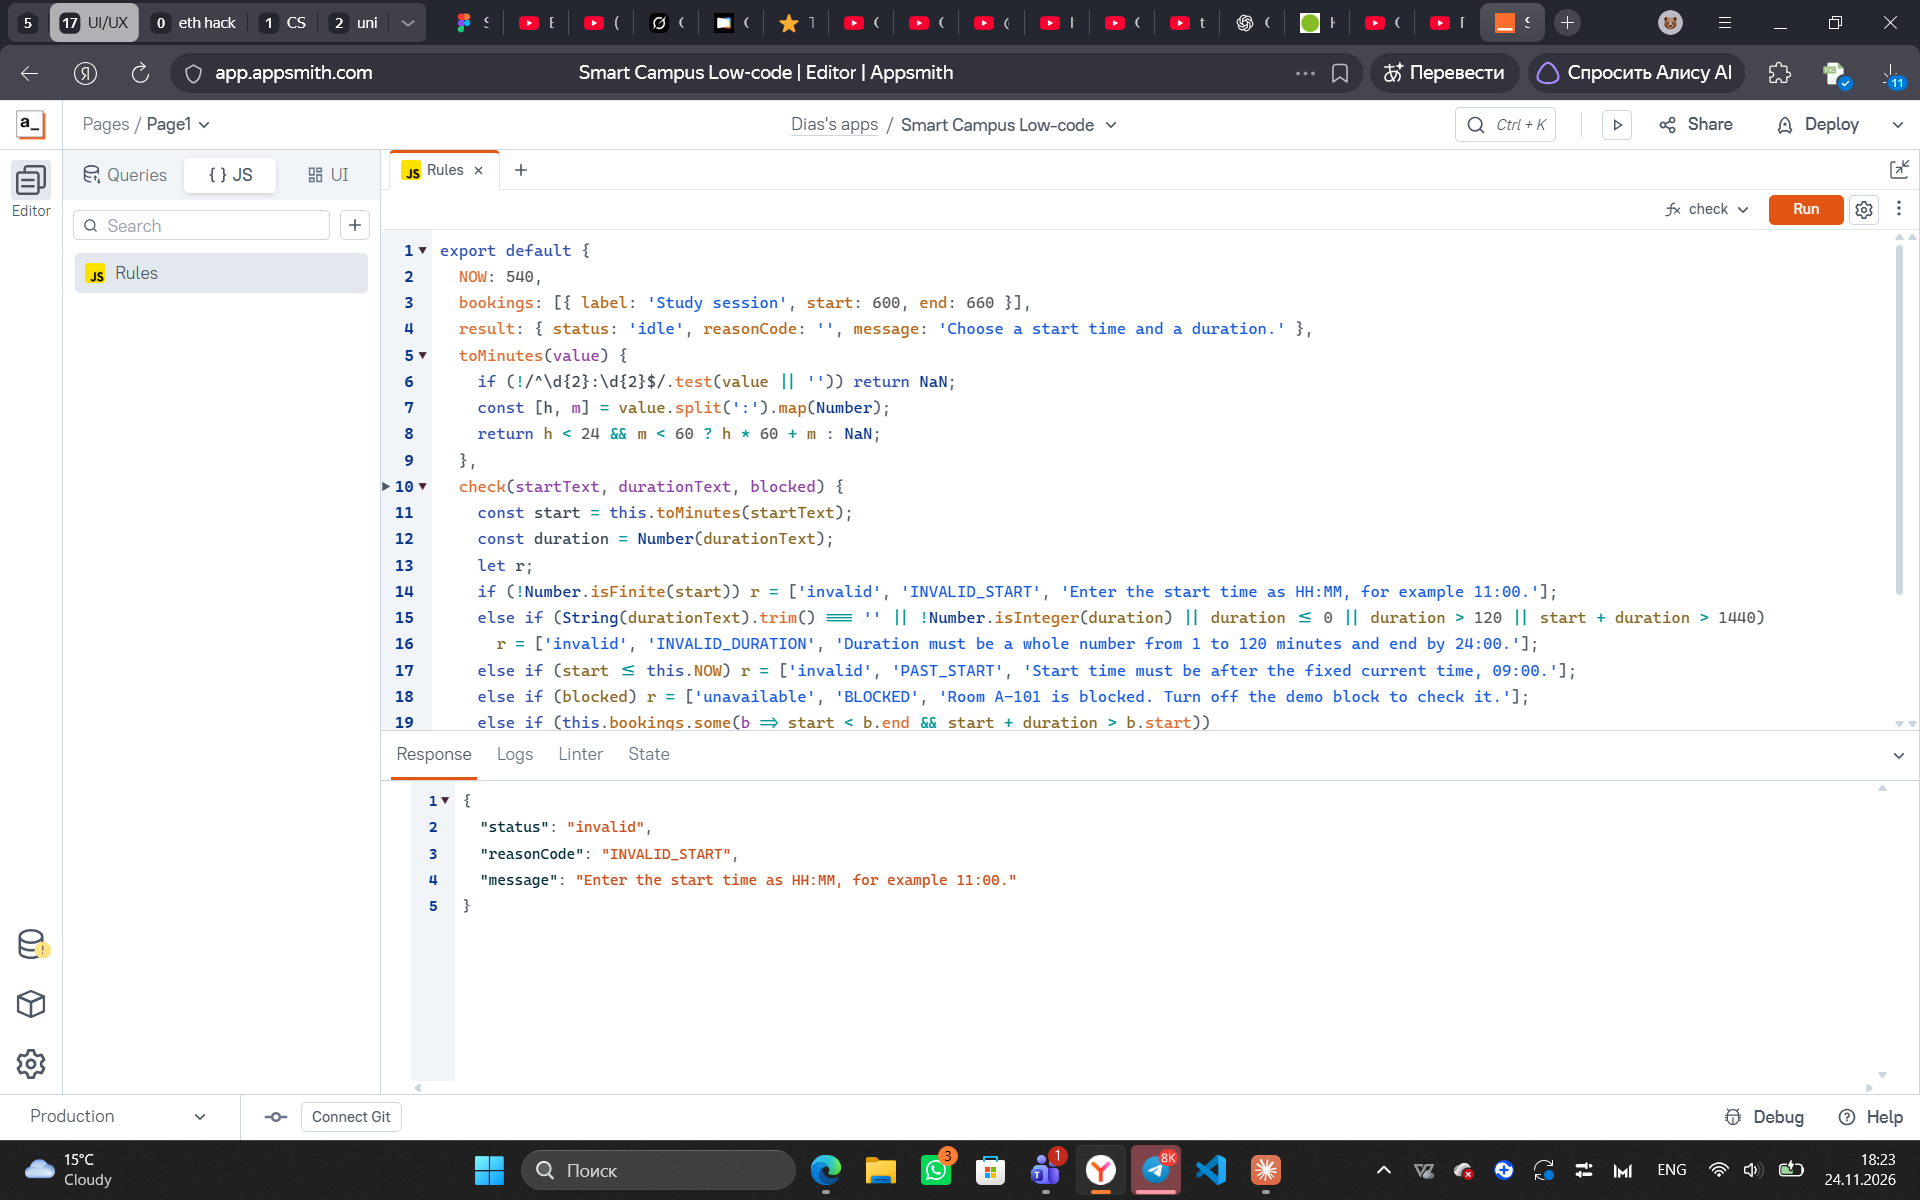 5 17 UI/UX 0 eth hack 1 CS 2 uni
app.appsmith.com Smart Campus Low-code | Editor | Appsmith Перевести Спросить Алису AI 11
a_ Pages / Page1 Dias's apps / Smart Campus Low-code Ctrl + K Share Deploy
Editor
Queries { } JS UI
Search
JS Rules
JS Rules
check Run
1 export default {
2 NOW: 540,
3 bookings: [{ label: 'Study session', start: 600, end: 660 }],
4 result: { status: 'idle', reasonCode: '', message: 'Choose a start time and a duration.' },
5 toMinutes(value) {
6 if (!/^\d{2}:\d{2}$/.test(value || '')) return NaN;
7 const [h, m] = value.split(':').map(Number);
8 return h < 24 && m < 60 ? h * 60 + m : NaN;
9 },
10 check(startText, durationText, blocked) {
11 const start = this.toMinutes(startText);
12 const duration = Number(durationText);
13 let r;
14 if (!Number.isFinite(start)) r = ['invalid', 'INVALID_START', 'Enter the start time as HH:MM, for example 11:00.'];
15 else if (String(durationText).trim() === '' || !Number.isInteger(duration) || duration <= 0 || duration > 120 || start + duration > 1440)
16 r = ['invalid', 'INVALID_DURATION', 'Duration must be a whole number from 1 to 120 minutes and end by 24:00.'];
17 else if (start <= this.NOW) r = ['invalid', 'PAST_START', 'Start time must be after the fixed current time, 09:00.'];
18 else if (blocked) r = ['unavailable', 'BLOCKED', 'Room A-101 is blocked. Turn off the demo block to check it.'];
19 else if (this.bookings.some(b => start < b.end && start + duration > b.start))
Response Logs Linter State
1 {
2 "status": "invalid",
3 "reasonCode": "INVALID_START",
4 "message": "Enter the start time as HH:MM, for example 11:00."
5 }
Production Connect Git Debug Help
15°C
Cloudy
Поиск 3 1 8K ENG
18:23
24.11.2026